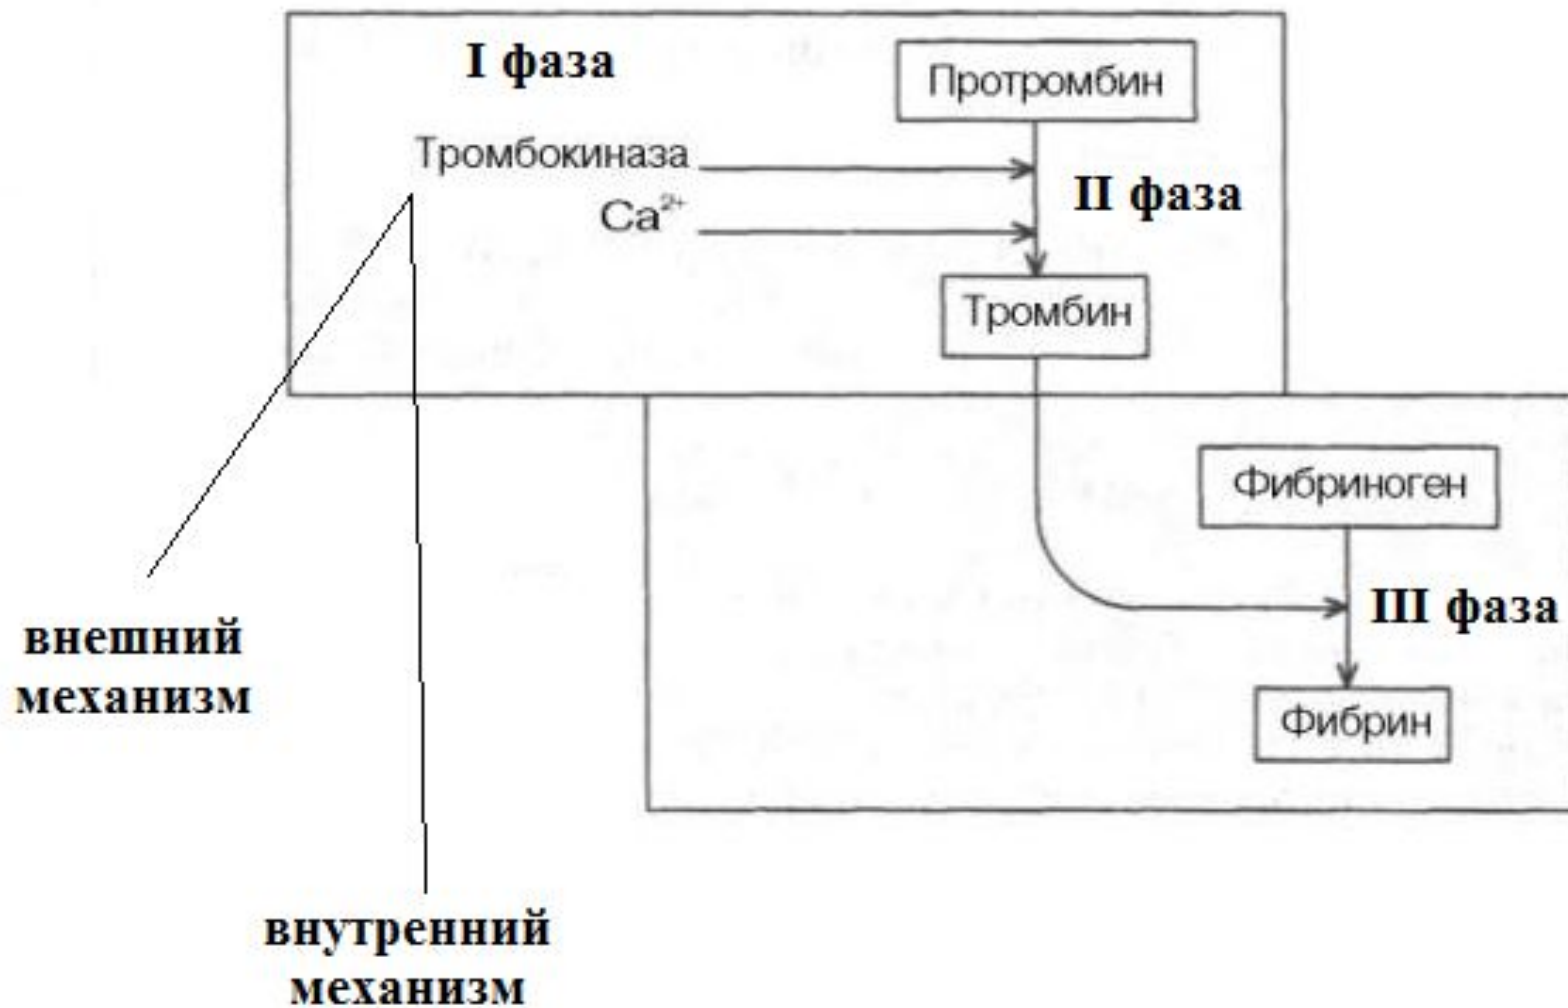 I фаза
Протромбин
Тромбокиназа
Ca²⁺
II фаза
Тромбин
Фибриноген
III фаза
Фибрин
внешний
механизм
внутренний
механизм